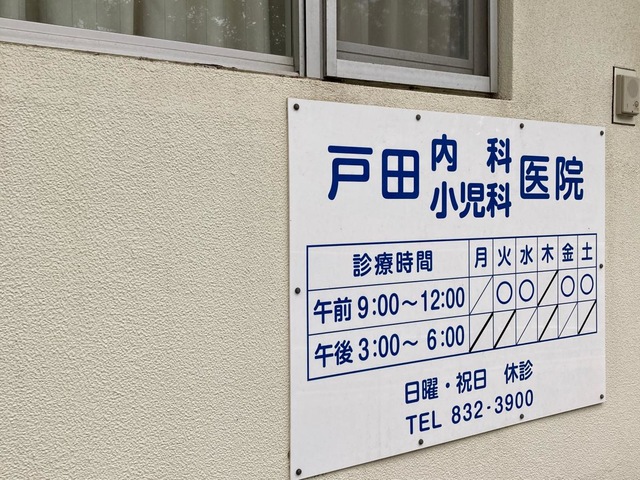 戸田内科小児科医院
診療時間 月 火 水 木 金 土
午前 9:00～12:00 ／ ○ ○ ／ ○ ○
午後 3:00～ 6:00 ／ ／ ／ ／ ／ ／
日曜・祝日 休診
TEL 832-3900